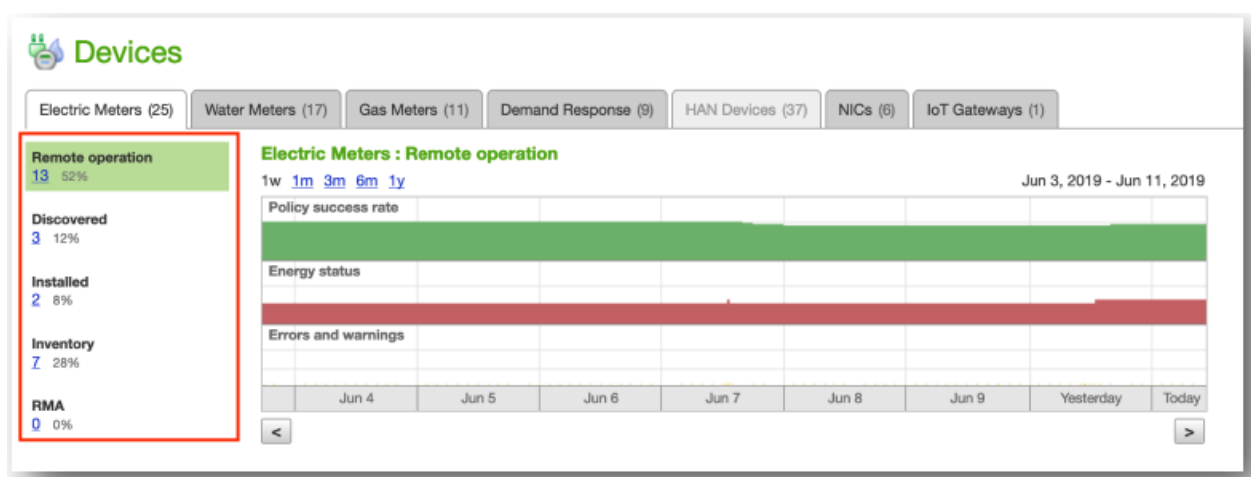 Devices
Electric Meters (25) Water Meters (17) Gas Meters (11) Demand Response (9) HAN Devices (37) NICs (6) IoT Gateways (1)
Remote operation
13 52%
Discovered
3 12%
Installed
2 8%
Inventory
7 28%
RMA
0 0%
Electric Meters : Remote operation
1w 1m 3m 6m 1y Jun 3, 2019 - Jun 11, 2019
Policy success rate
Energy status
Errors and warnings
Jun 4 Jun 5 Jun 6 Jun 7 Jun 8 Jun 9 Yesterday Today
< >